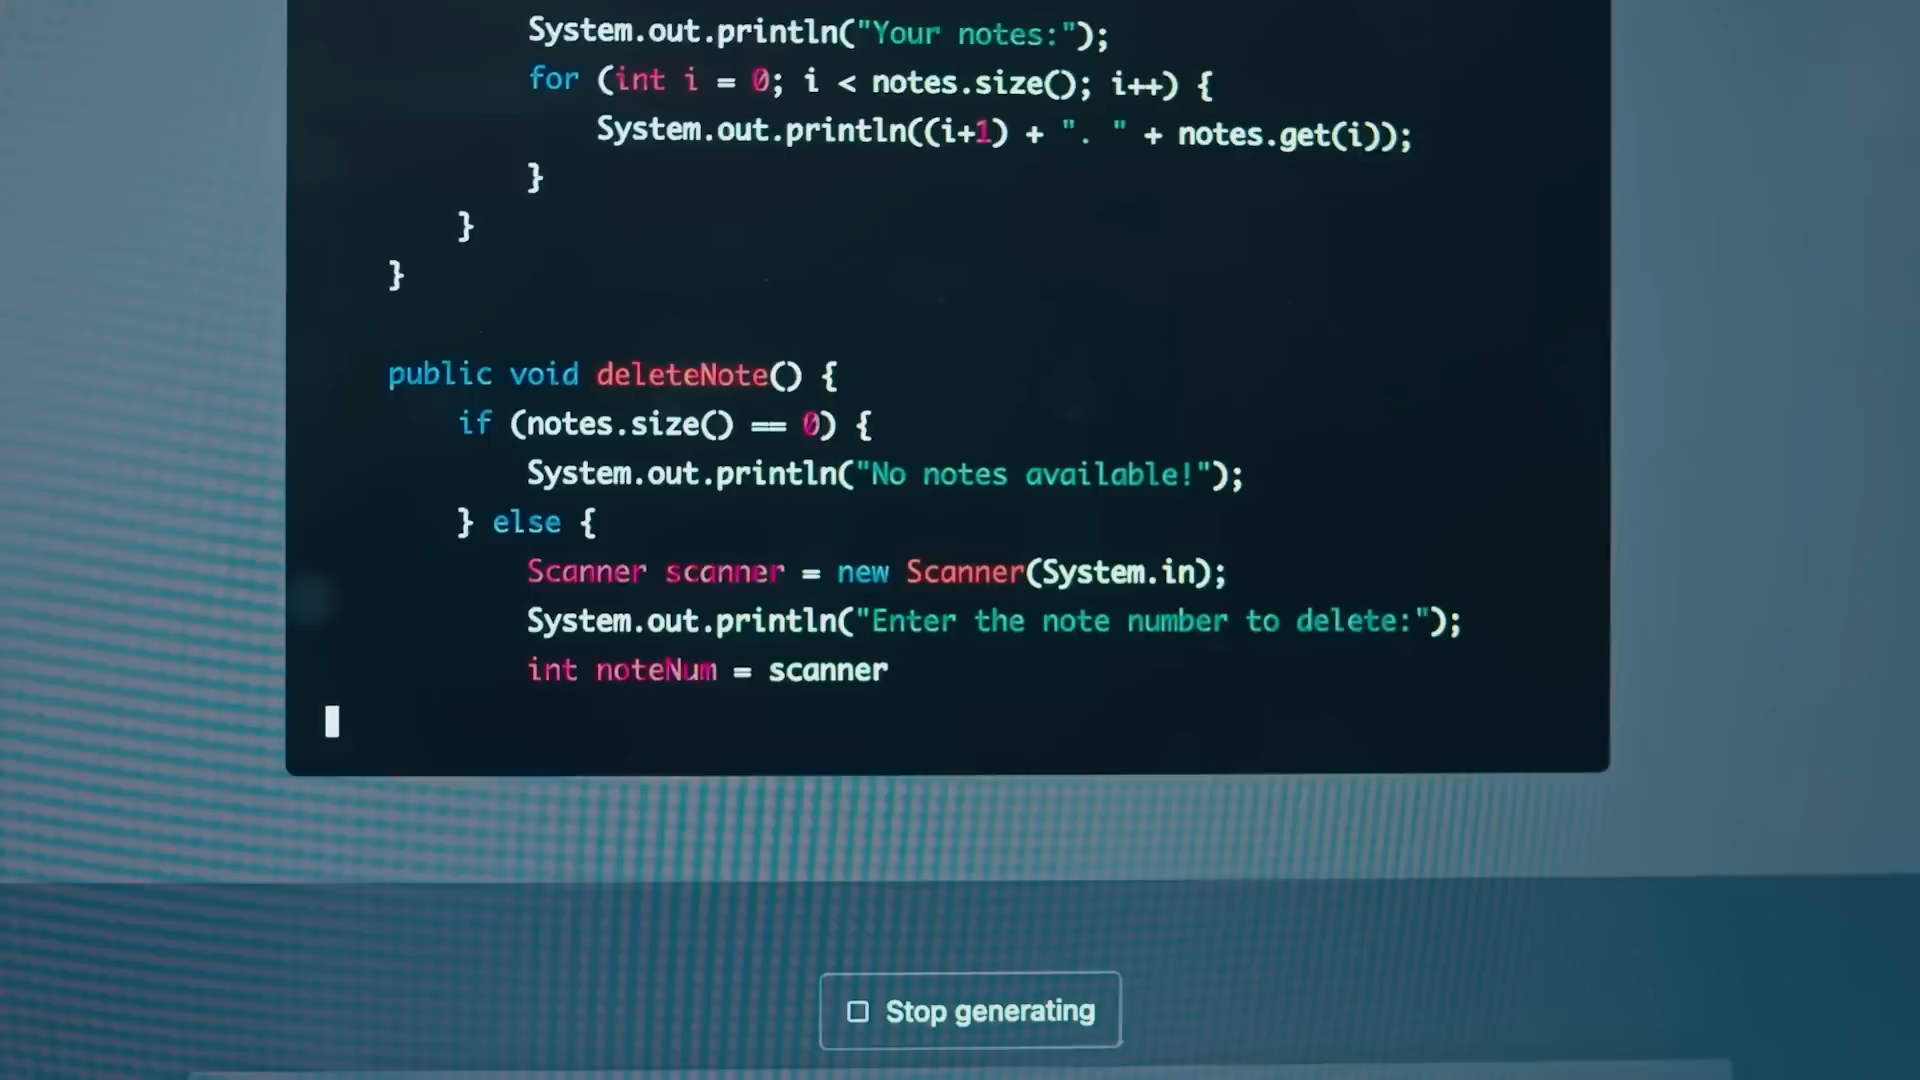 System.out.println("Your notes:");
for (int i = 0; i < notes.size(); i++) {
System.out.println((i+1) + ". " + notes.get(i));
}
}
}
public void deleteNote() {
if (notes.size() == 0) {
System.out.println("No notes available!");
} else {
Scanner scanner = new Scanner(System.in);
System.out.println("Enter the note number to delete:");
int noteNum = scanner
Stop generating